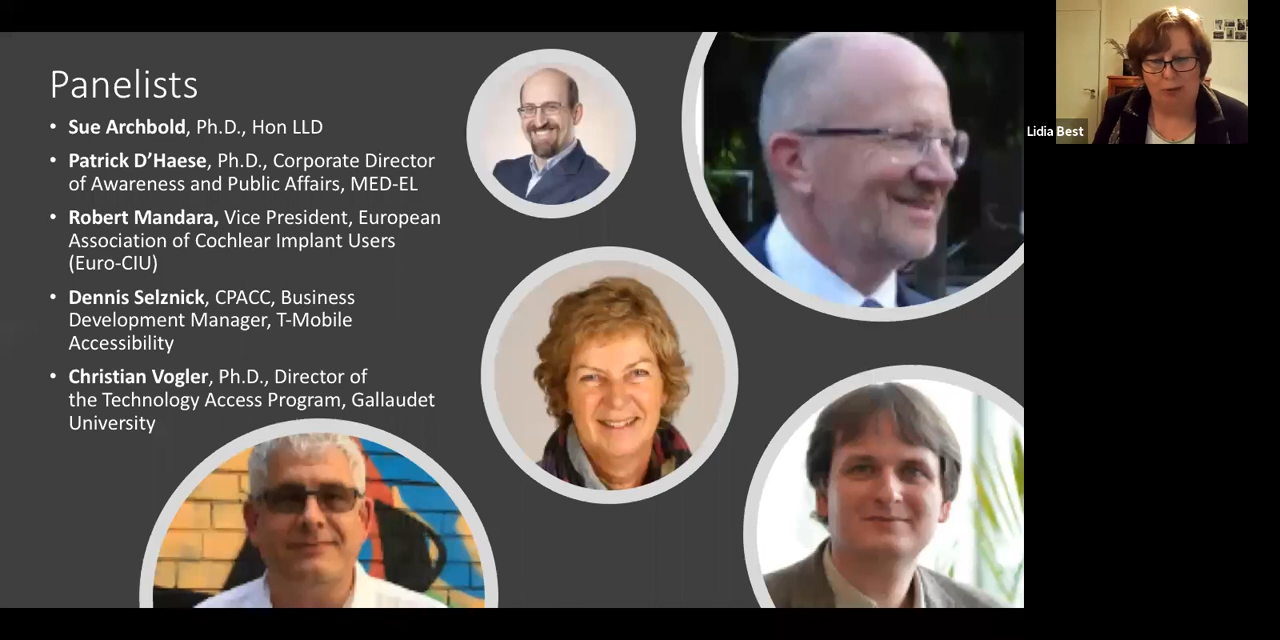 Panelists
• Sue Archbold, Ph.D., Hon LLD
• Patrick D’Haese, Ph.D., Corporate Director
of Awareness and Public Affairs, MED-EL
• Robert Mandara, Vice President, European
Association of Cochlear Implant Users
(Euro-CIU)
• Dennis Selznick, CPACC, Business
Development Manager, T-Mobile
Accessibility
• Christian Vogler, Ph.D., Director of
the Technology Access Program, Gallaudet
University
Lidia Best